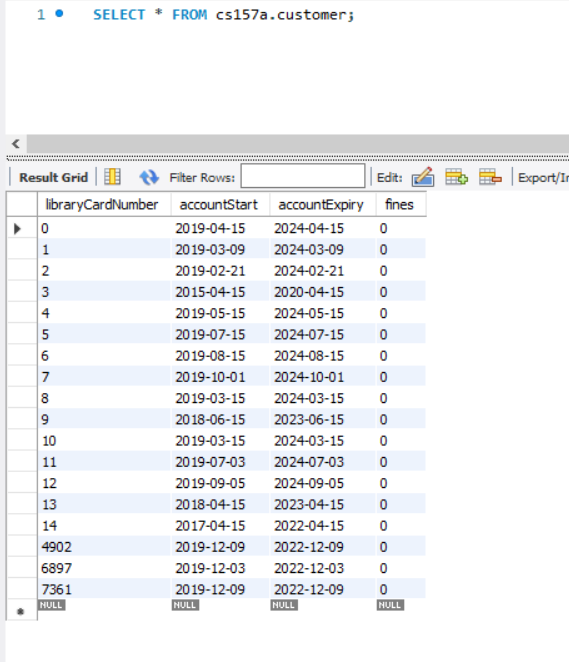 1 SELECT * FROM cs157a.customer;
Result Grid Filter Rows: Edit: Export/Ir
libraryCardNumber accountStart accountExpiry fines
0 2019-04-15 2024-04-15 0
1 2019-03-09 2024-03-09 0
2 2019-02-21 2024-02-21 0
3 2015-04-15 2020-04-15 0
4 2019-05-15 2024-05-15 0
5 2019-07-15 2024-07-15 0
6 2019-08-15 2024-08-15 0
7 2019-10-01 2024-10-01 0
8 2019-03-15 2024-03-15 0
9 2018-06-15 2023-06-15 0
10 2019-03-15 2024-03-15 0
11 2019-07-03 2024-07-03 0
12 2019-09-05 2024-09-05 0
13 2018-04-15 2023-04-15 0
14 2017-04-15 2022-04-15 0
4902 2019-12-09 2022-12-09 0
6897 2019-12-03 2022-12-03 0
7361 2019-12-09 2022-12-09 0
NULL NULL NULL NULL